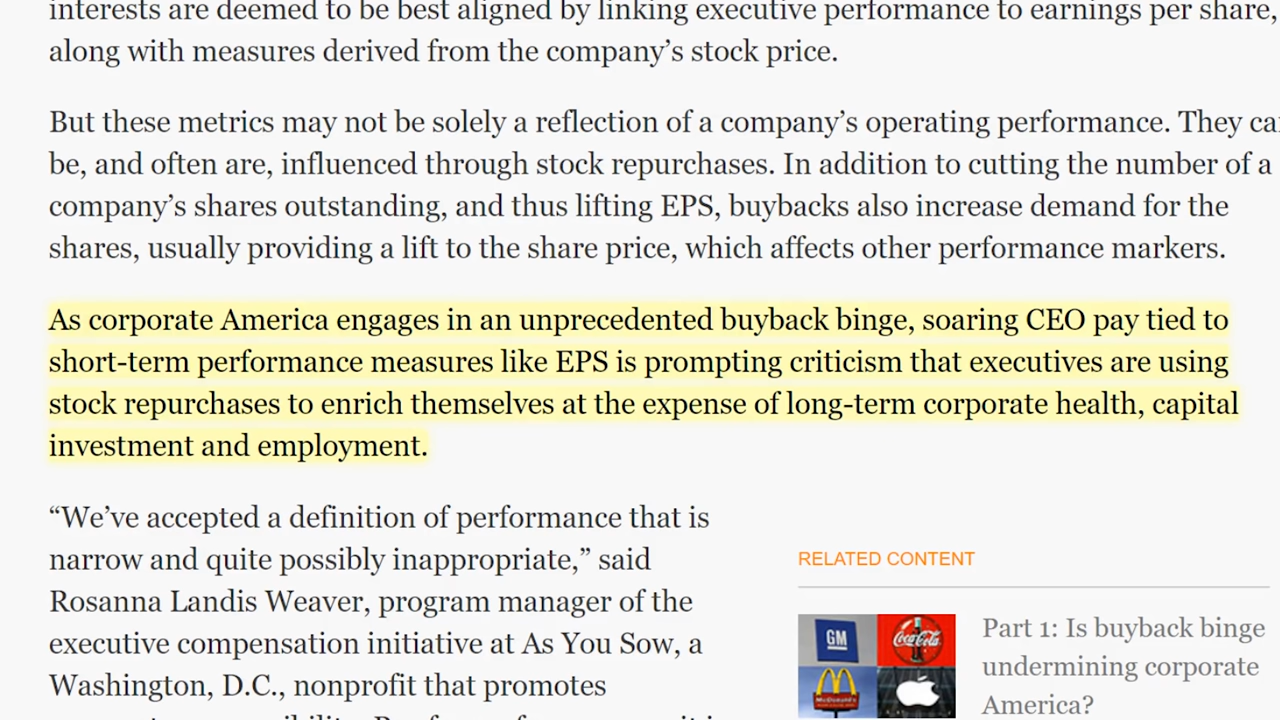 interests are deemed to be best aligned by linking executive performance to earnings per share,
along with measures derived from the company’s stock price.
But these metrics may not be solely a reflection of a company’s operating performance. They
be, and often are, influenced through stock repurchases. In addition to cutting the number of a
company’s shares outstanding, and thus lifting EPS, buybacks also increase demand for the
shares, usually providing a lift to the share price, which affects other performance markers.
As corporate America engages in an unprecedented buyback binge, soaring CEO pay tied to
short-term performance measures like EPS is prompting criticism that executives are using
stock repurchases to enrich themselves at the expense of long-term corporate health, capital
investment and employment.
“We’ve accepted a definition of performance that is
narrow and quite possibly inappropriate,” said
Rosanna Landis Weaver, program manager of the
executive compensation initiative at As You Sow, a
Washington, D.C., nonprofit that promotes
RELATED CONTENT
GM
Coca-Cola
McDonald's
Part 1: Is buyback binge
undermining corporate
America?